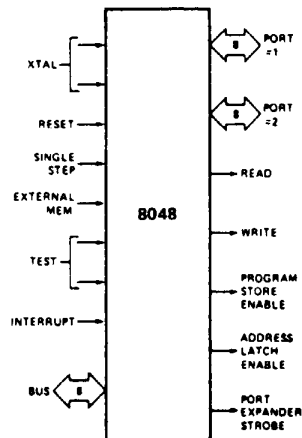 XTAL
RESET
SINGLE
STEP
EXTERNAL
MEM
TEST
INTERRUPT
BUS
8
8048
8
PORT
=1
8
PORT
=2
READ
WRITE
PROGRAM
STORE
ENABLE
ADDRESS
LATCH
ENABLE
PORT
EXPANDER
STROBE